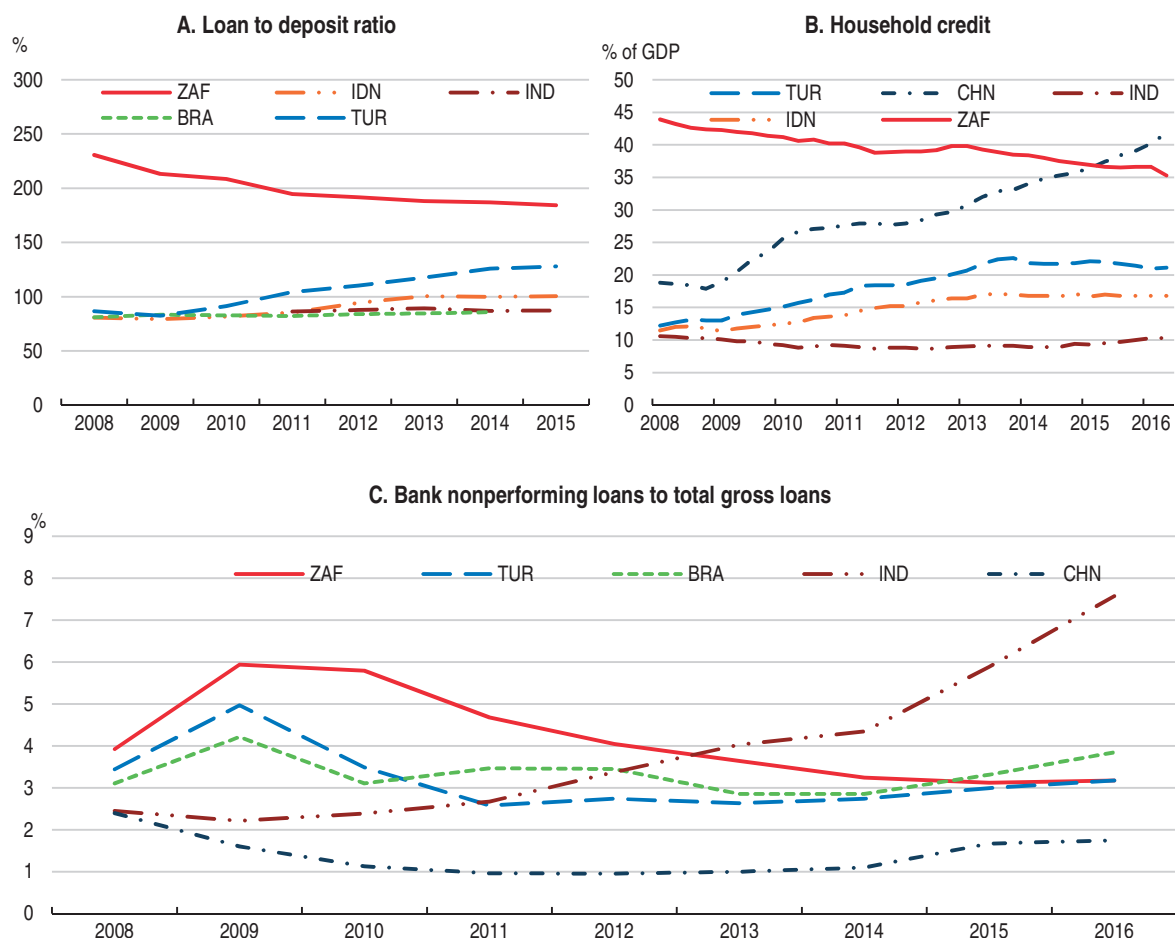 A. Loan to deposit ratio
%
300
250
200
150
100
50
0
ZAF IDN IND
BRA TUR
2008 2009 2010 2011 2012 2013 2014 2015
B. Household credit
% of GDP
50
45
40
35
30
25
20
15
10
5
0
TUR CHN IND
IDN ZAF
2008 2009 2010 2011 2012 2013 2014 2015 2016
C. Bank nonperforming loans to total gross loans
%
9
8
7
6
5
4
3
2
1
0
ZAF TUR BRA IND CHN
2008 2009 2010 2011 2012 2013 2014 2015 2016